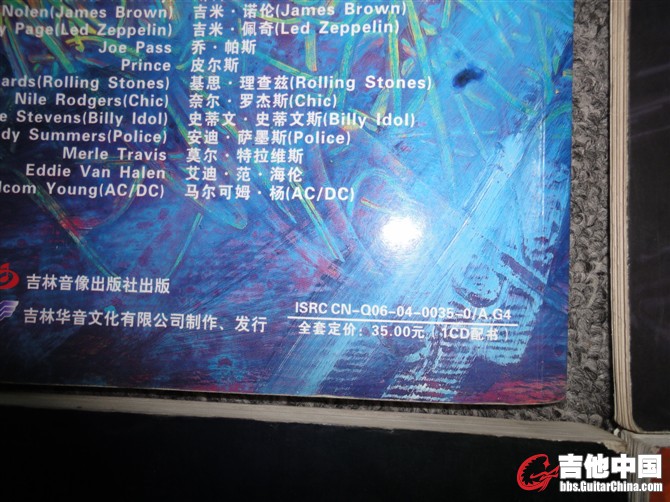 Nolen(James Brown) 吉米·诺伦(James Brown)
y Page(Led Zeppelin) 吉米·佩奇(Led Zeppelin)
Joe Pass 乔·帕斯
Prince 皮尔斯
ards(Rolling Stones) 基思·理查兹(Rolling Stones)
Nile Rodgers(Chic) 奈尔·罗杰斯(Chic)
e Stevens(Billy Idol) 史蒂文·史蒂文斯(Billy Idol)
dy Summers(Police) 安迪·萨墨斯(Police)
Merle Travis 莫尔·特拉维斯
Eddie Van Halen 艾迪·范·海伦
lcom Young(AC/DC) 马尔可姆·杨(AC/DC)
吉林音像出版社出版
吉林华音文化有限公司制作、发行
ISRC CN-Q06-04-0035-0/A.G4
全套定价：35.00元（1CD配书）
吉他中国
bbs.GuitarChina.com